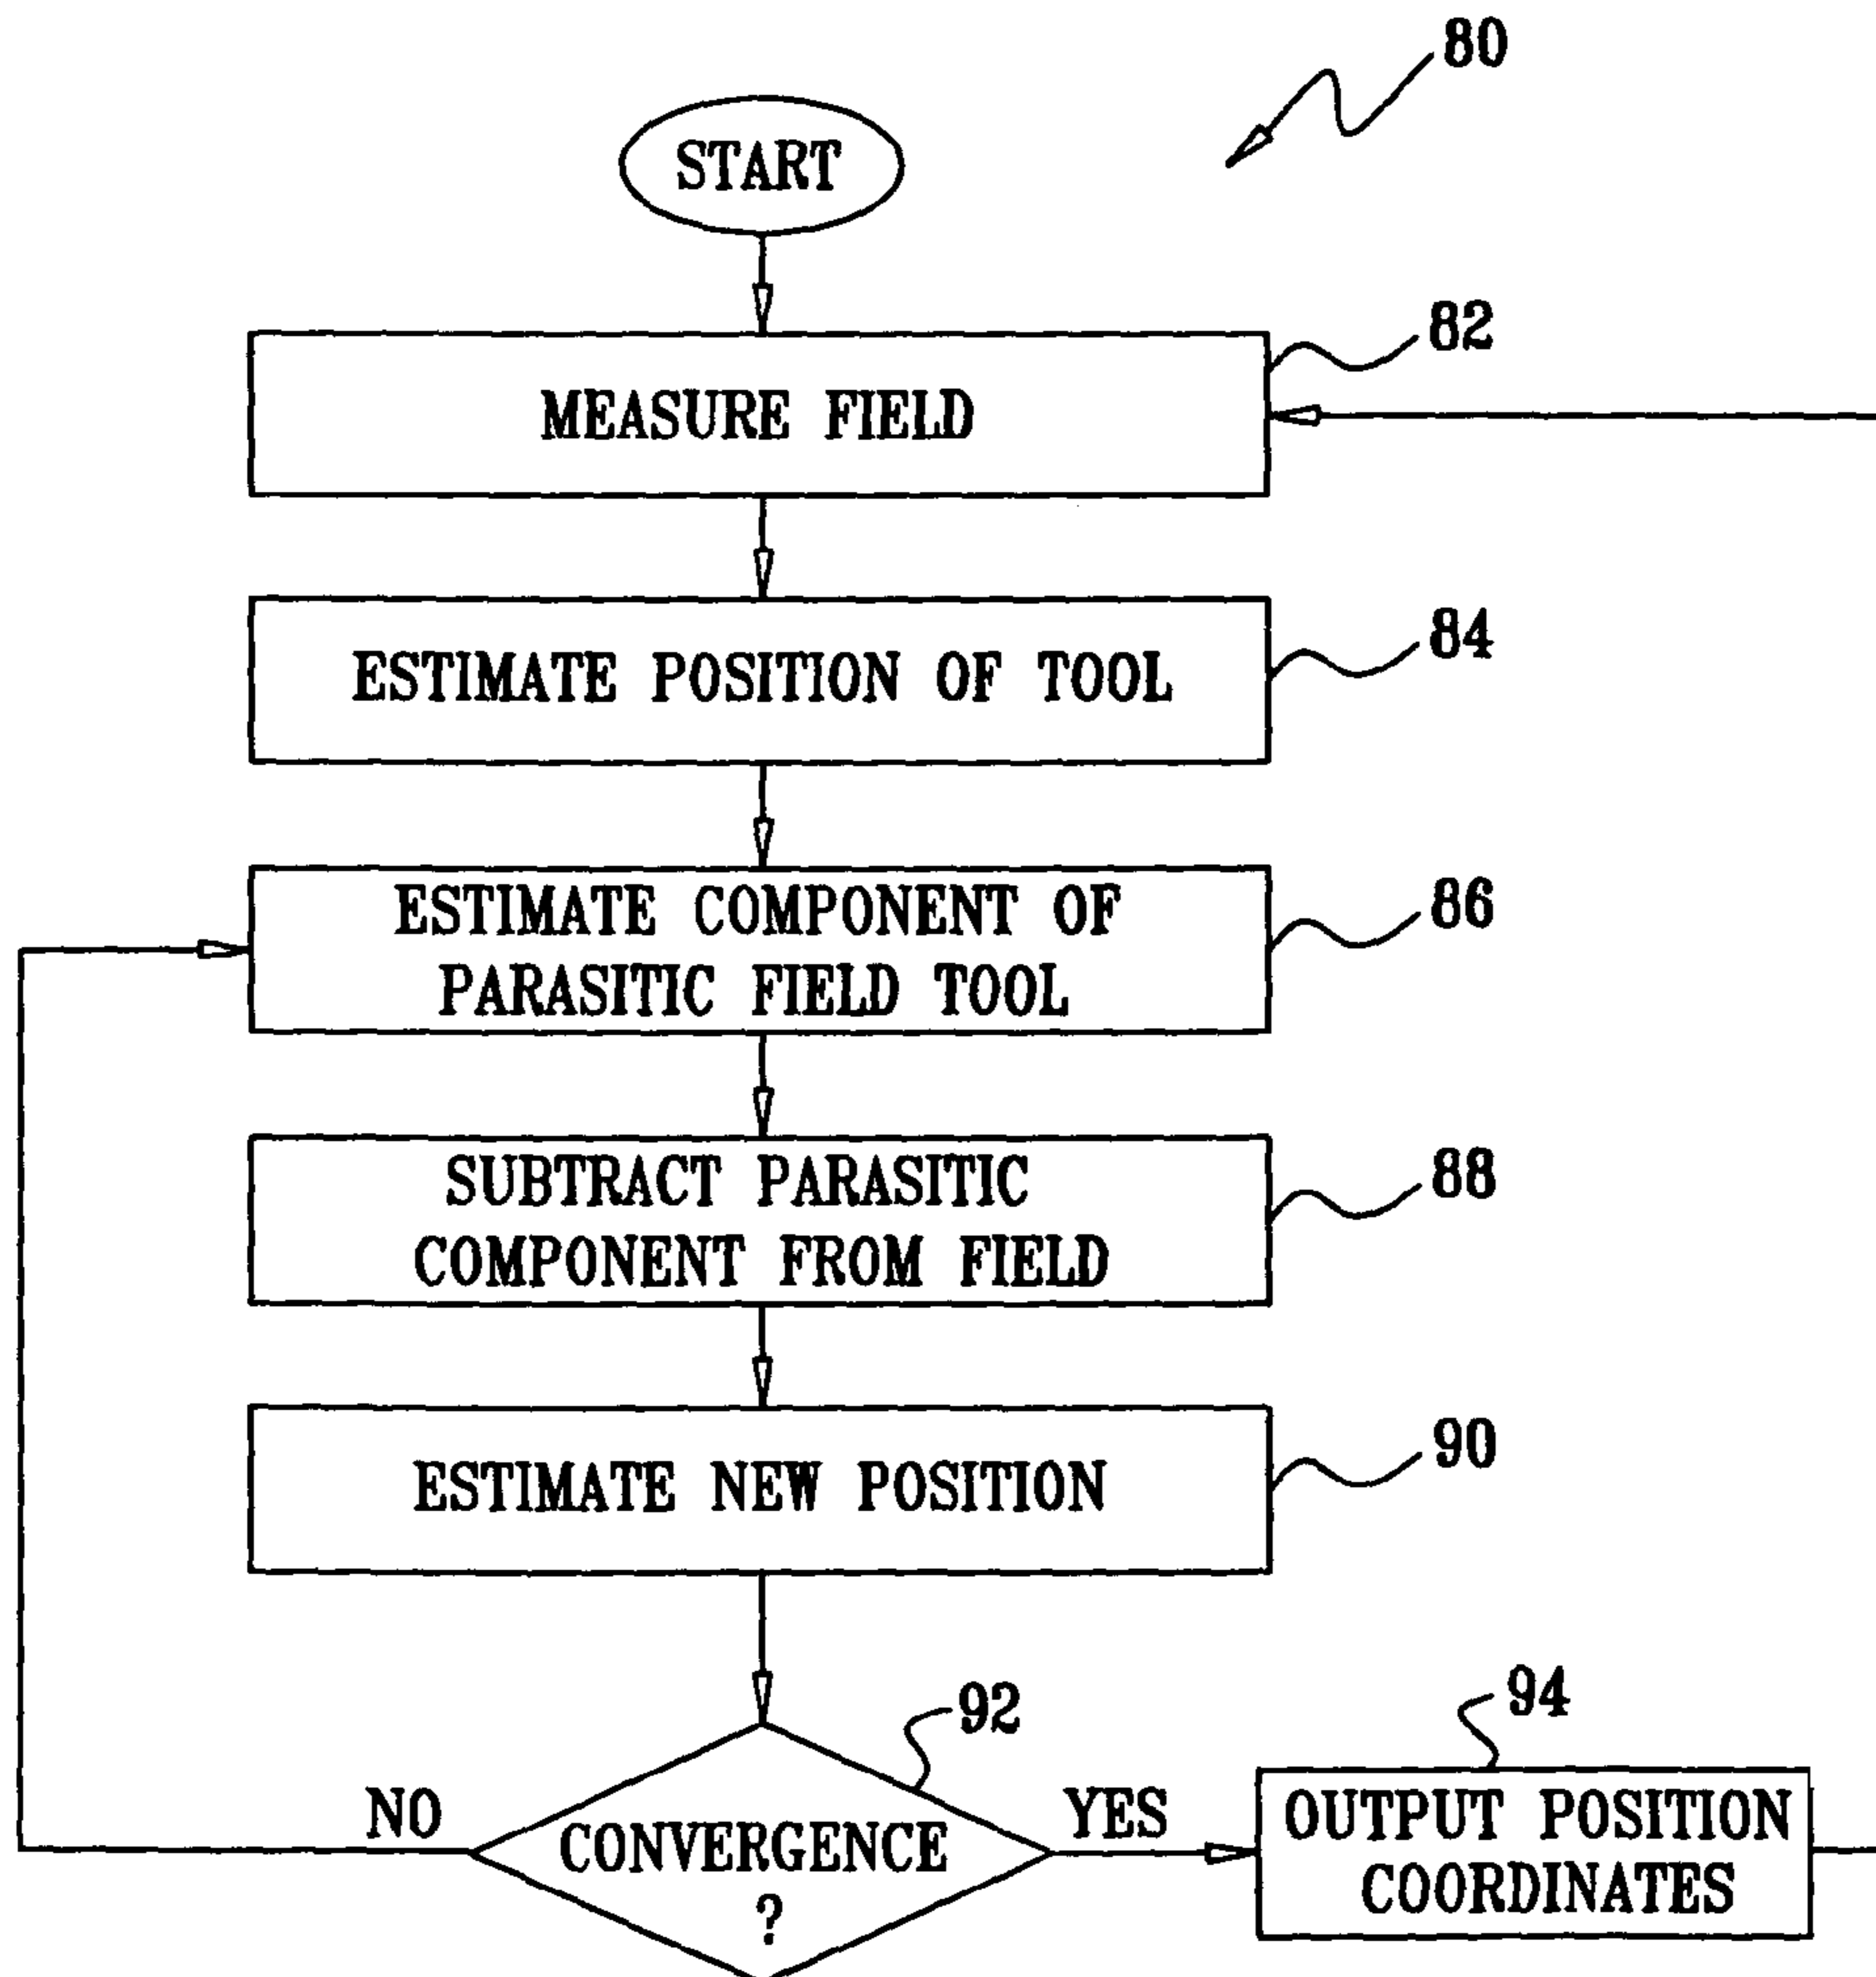 80
START
82
MEASURE FIELD
84
ESTIMATE POSITION OF TOOL
86
ESTIMATE COMPONENT OF
PARASITIC FIELD TOOL
88
SUBTRACT PARASITIC
COMPONENT FROM FIELD
90
ESTIMATE NEW POSITION
92
94
NO
CONVERGENCE
?
YES
OUTPUT POSITION
COORDINATES